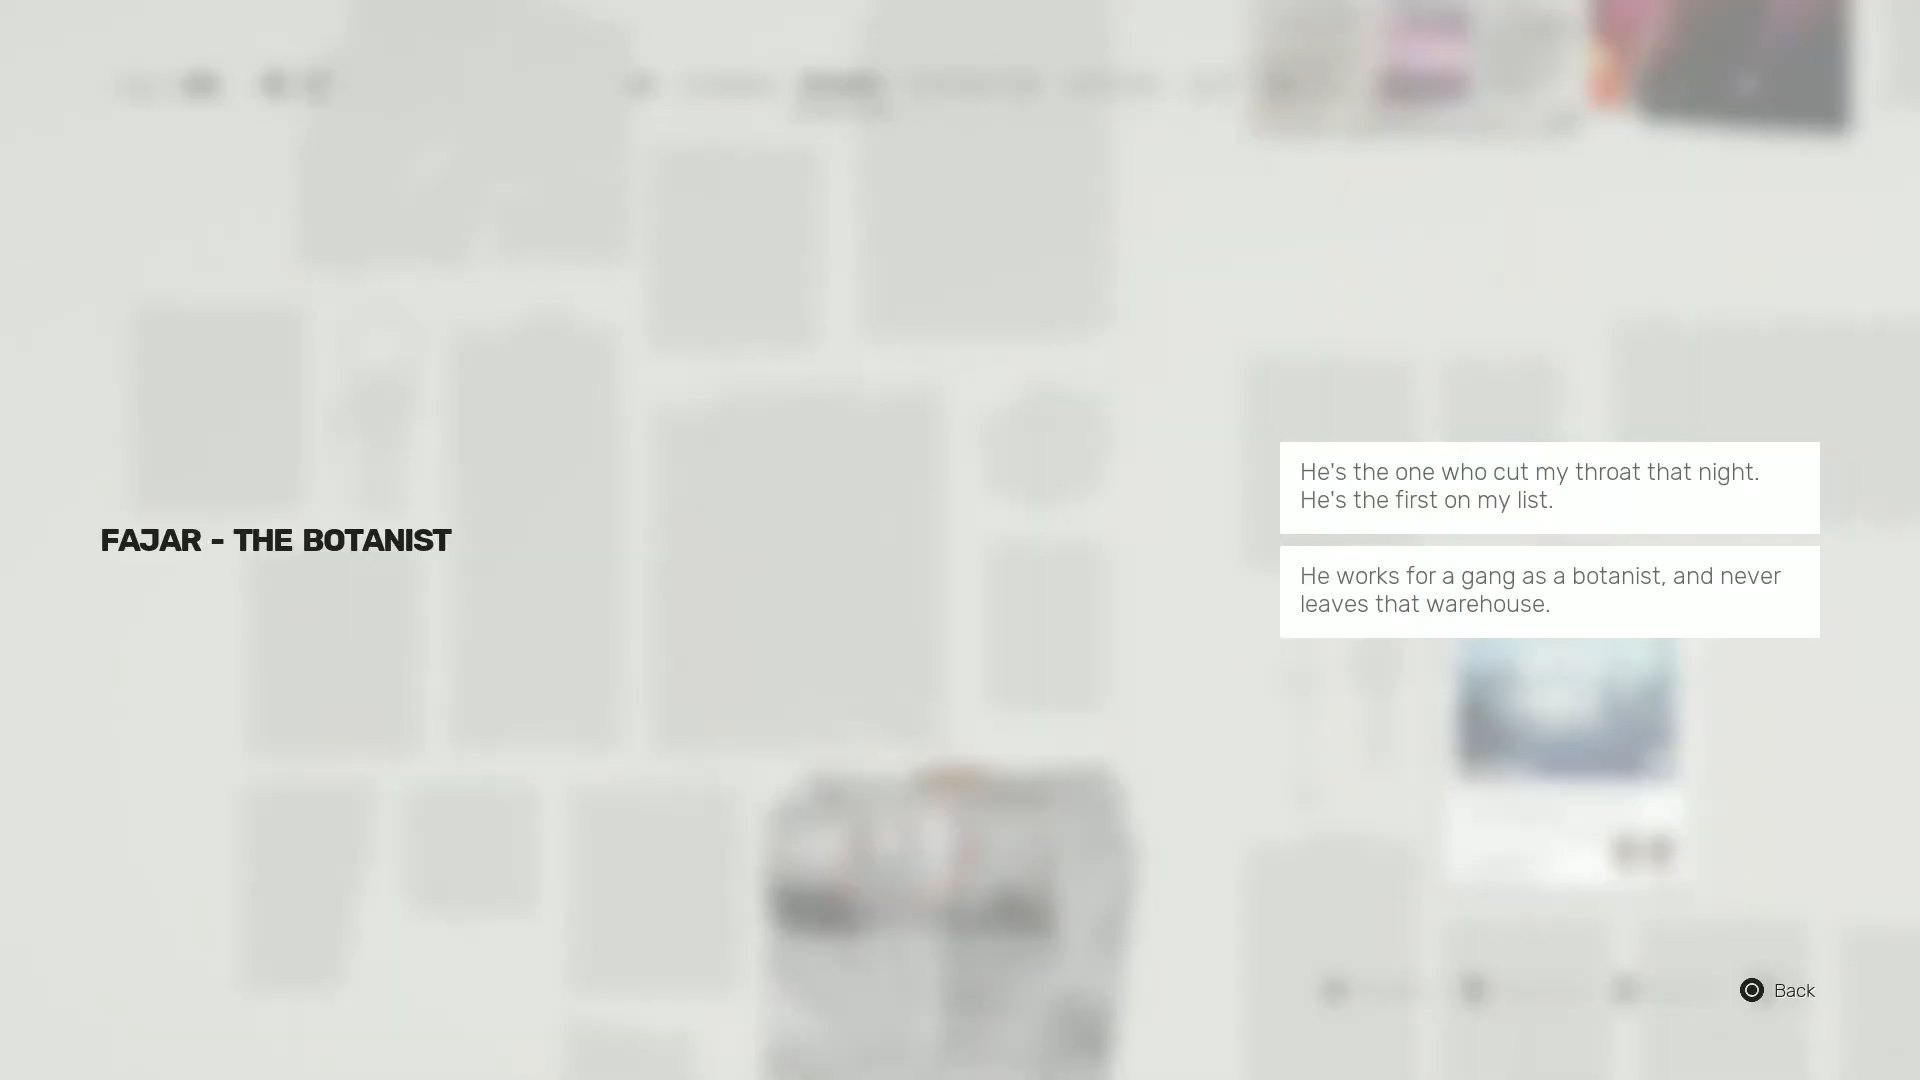 FAJAR - THE BOTANIST
He's the one who cut my throat that night.
He's the first on my list.
He works for a gang as a botanist, and never
leaves that warehouse.
Back